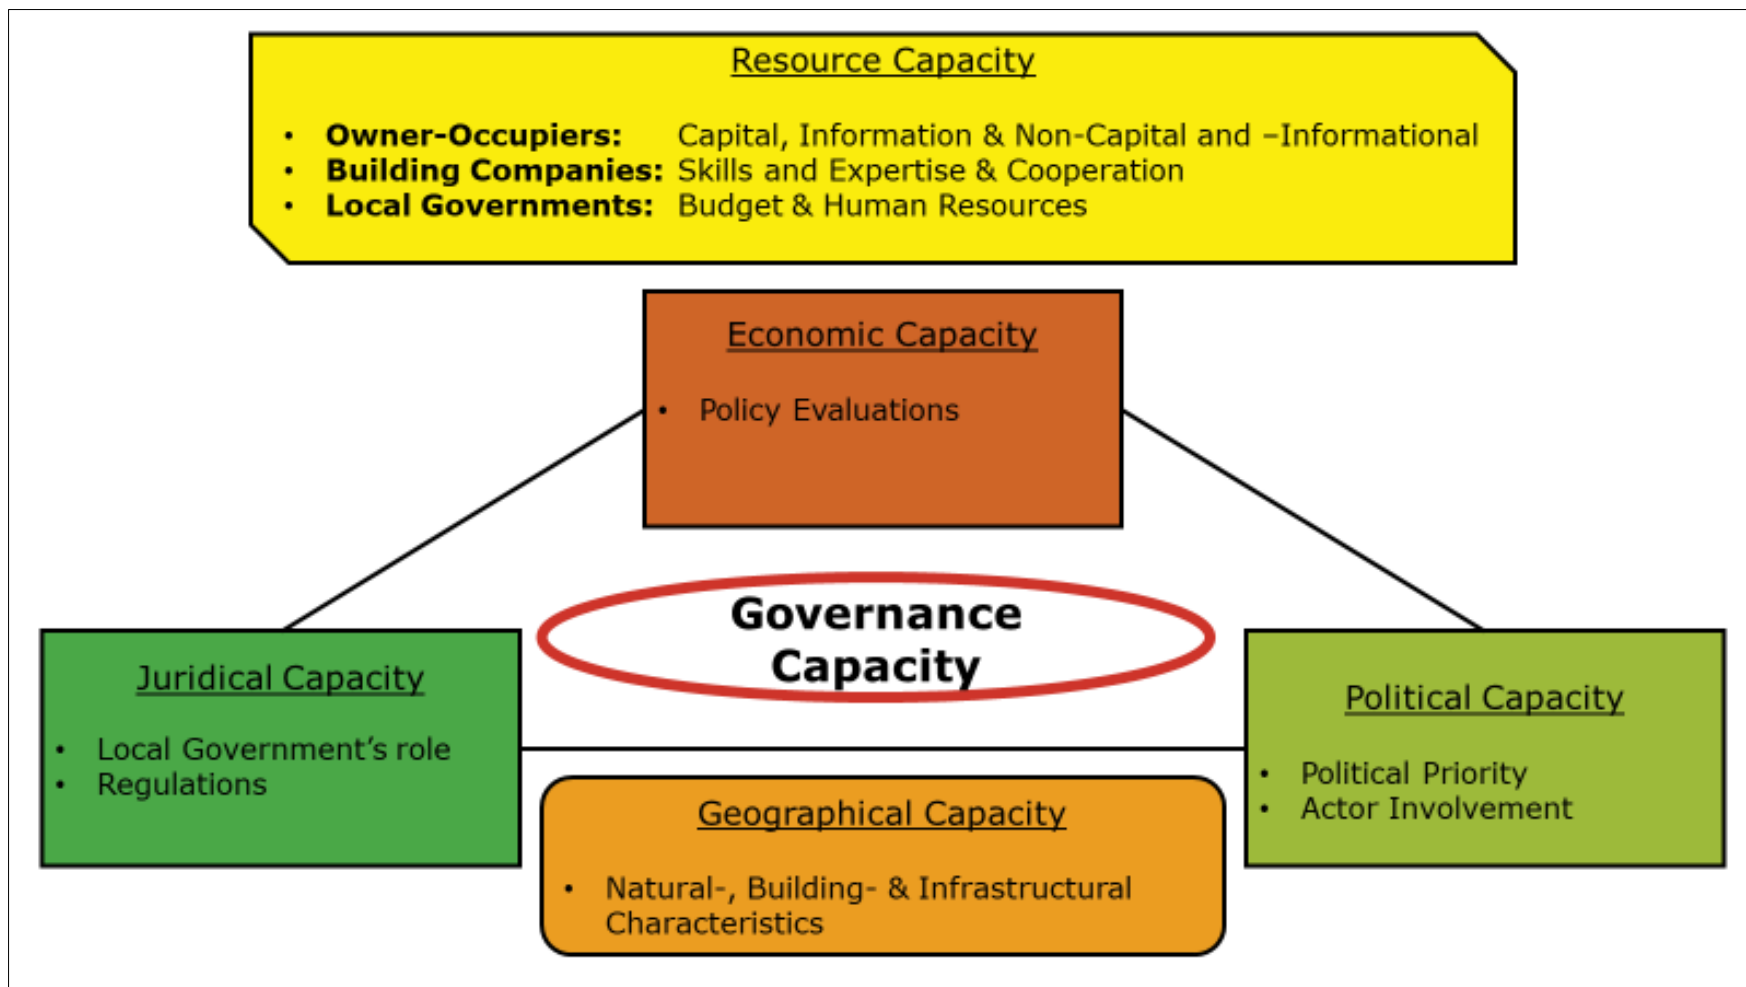 Resource Capacity
• Owner-Occupiers: Capital, Information & Non-Capital and –Informational
• Building Companies: Skills and Expertise & Cooperation
• Local Governments: Budget & Human Resources
Economic Capacity
• Policy Evaluations
Governance
Capacity
Juridical Capacity
• Local Government’s role
• Regulations
Political Capacity
• Political Priority
• Actor Involvement
Geographical Capacity
• Natural-, Building- & Infrastructural
Characteristics